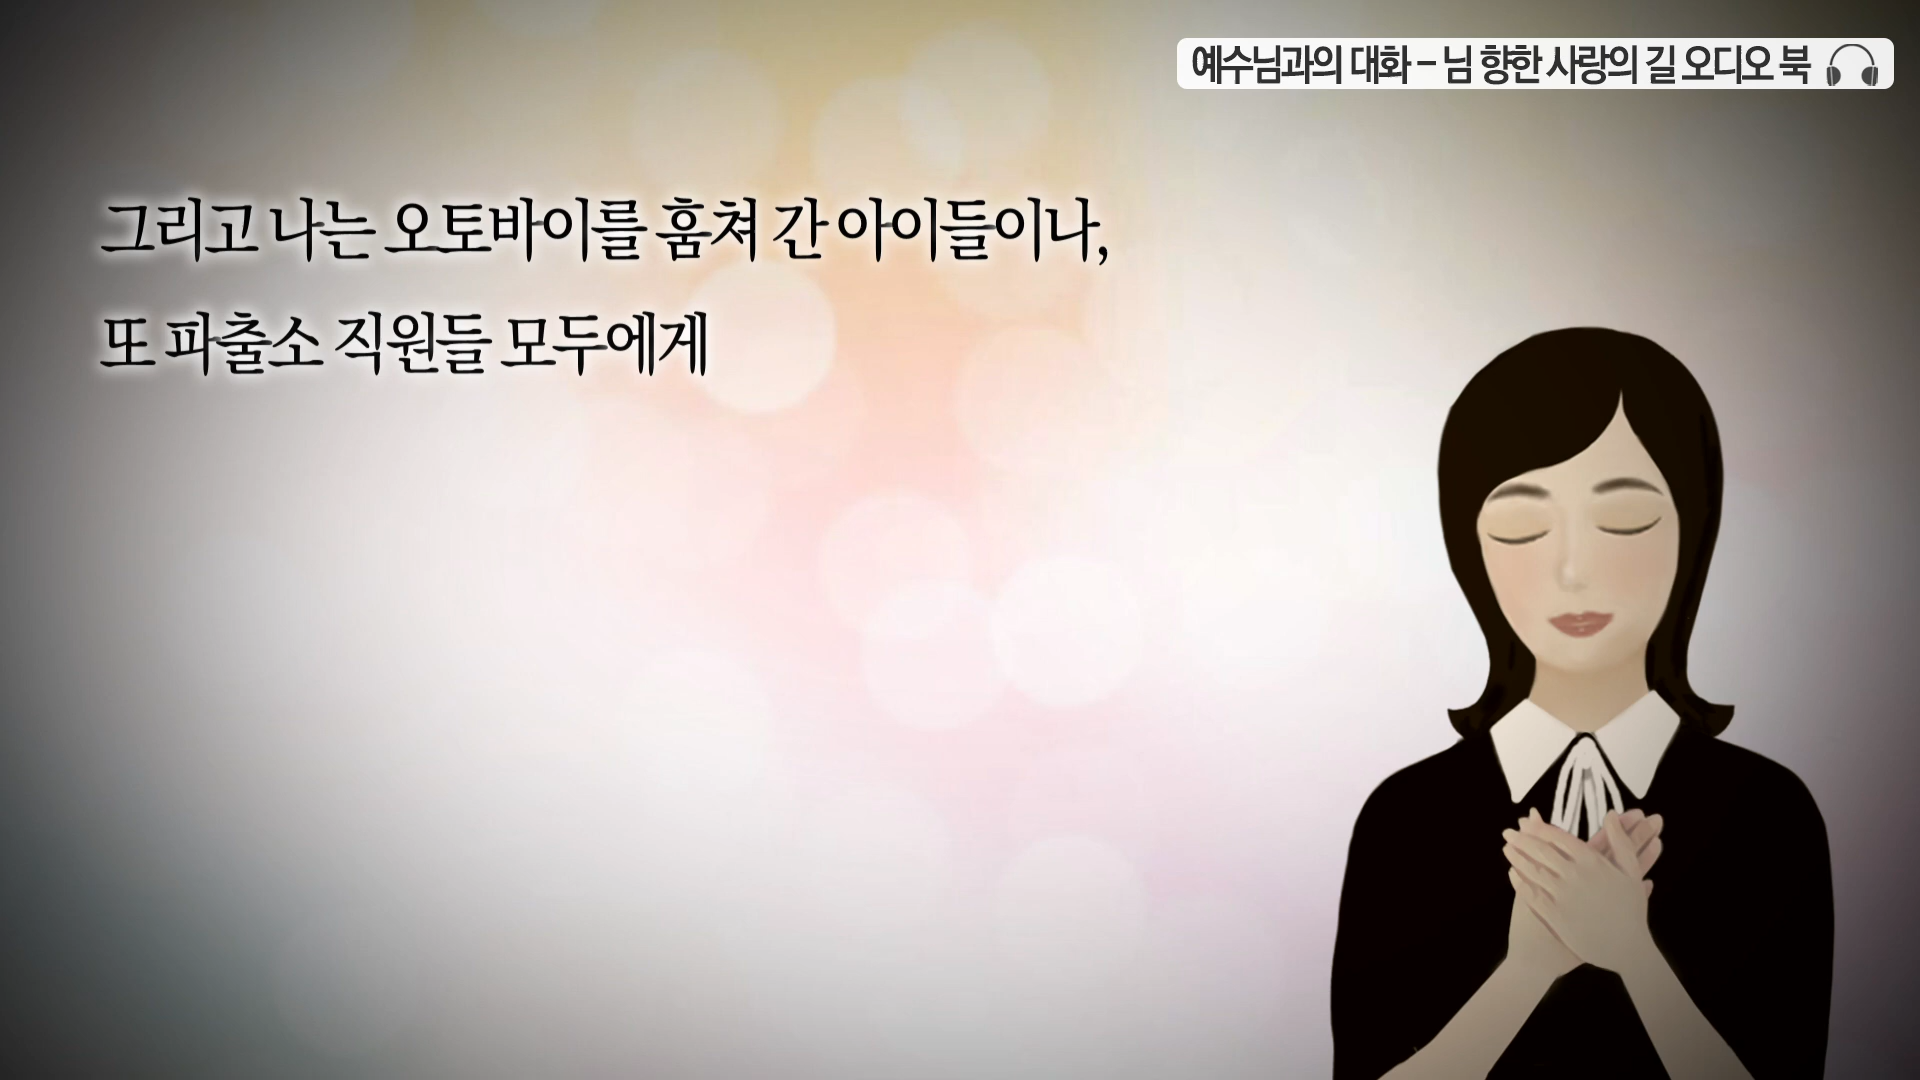 예수님과의 대화 - 님 향한 사랑의 길 오디오 북
그리고 나는 오토바이를 훔쳐 간 아이들이나,
또 파출소 직원들 모두에게